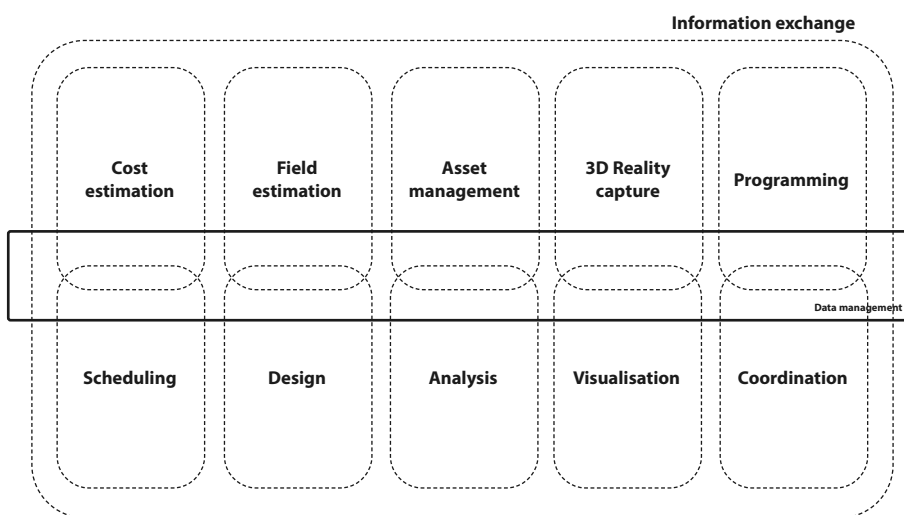 Information exchange
Cost
estimation
Field
estimation
Asset
management
3D Reality
capture
Programming
Data management
Scheduling
Design
Analysis
Visualisation
Coordination